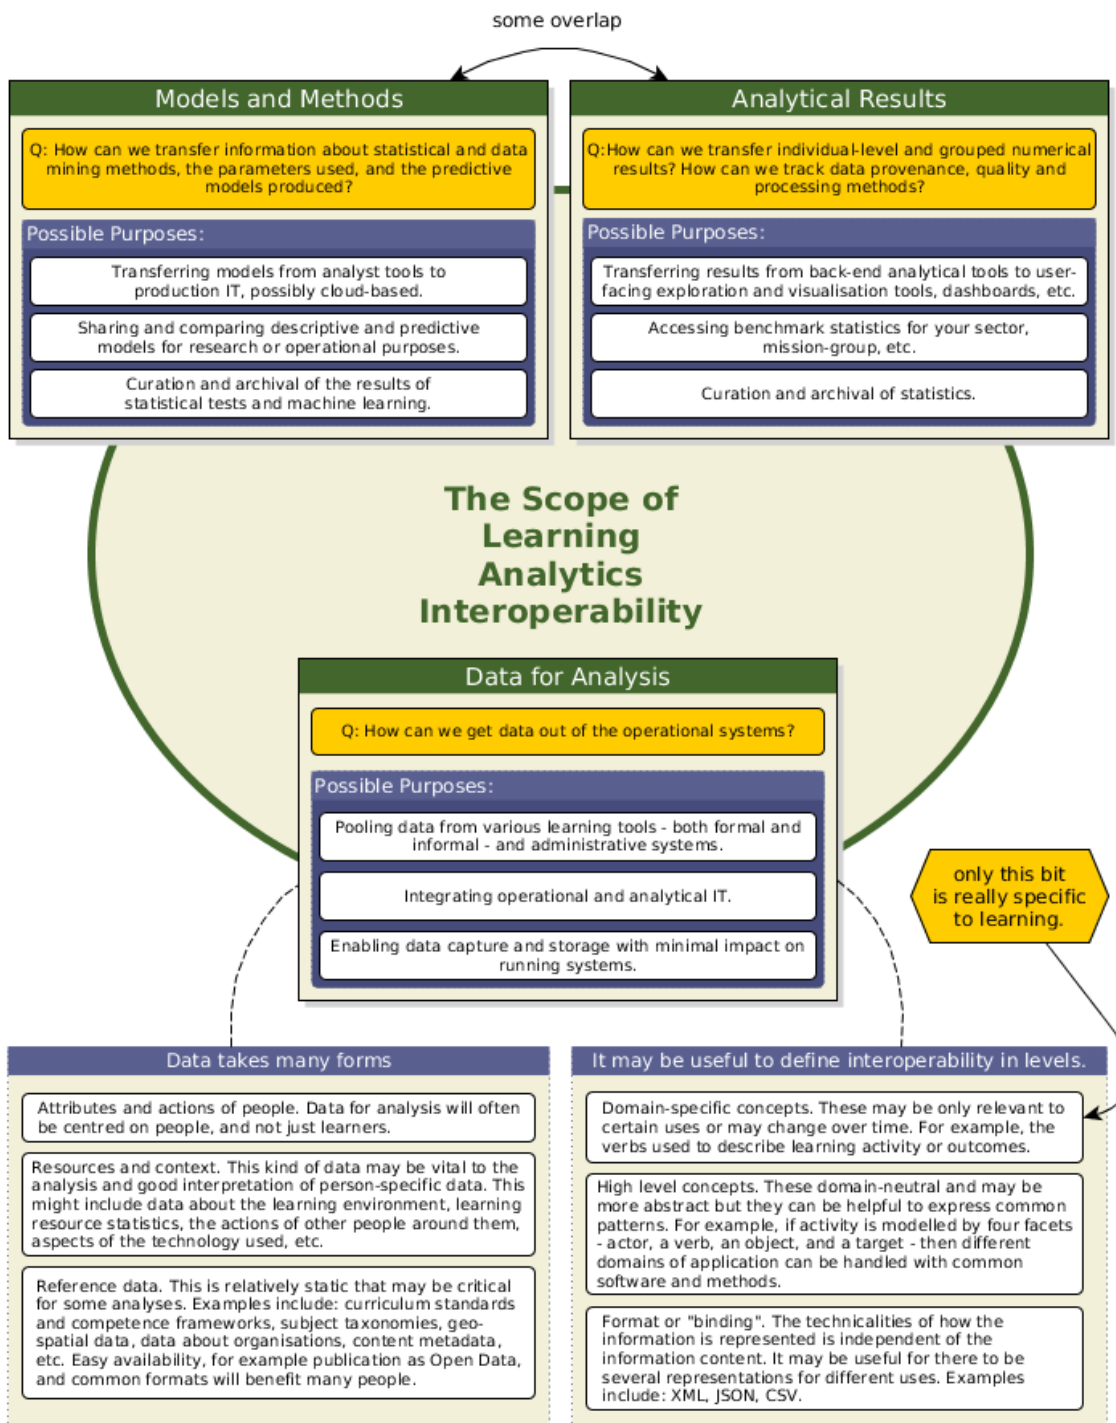 some overlap
Models and Methods
Q: How can we transfer information about statistical and data
mining methods, the parameters used, and the predictive
models produced?
Possible Purposes:
Transferring models from analyst tools to
production IT, possibly cloud-based.
Sharing and comparing descriptive and predictive
models for research or operational purposes.
Curation and archival of the results of
statistical tests and machine learning.
Analytical Results
Q:How can we transfer individual-level and grouped numerical
results? How can we track data provenance, quality and
processing methods?
Possible Purposes:
Transferring results from back-end analytical tools to user-
facing exploration and visualisation tools, dashboards, etc.
Accessing benchmark statistics for your sector,
mission-group, etc.
Curation and archival of statistics.
The Scope of
Learning
Analytics
Interoperability
Data for Analysis
Q: How can we get data out of the operational systems?
Possible Purposes:
Pooling data from various learning tools - both formal and
informal - and administrative systems.
Integrating operational and analytical IT.
Enabling data capture and storage with minimal impact on
running systems.
only this bit
is really specific
to learning.
Data takes many forms
Attributes and actions of people. Data for analysis will often
be centred on people, and not just learners.
Resources and context. This kind of data may be vital to the
analysis and good interpretation of person-specific data. This
might include data about the learning environment, learning
resource statistics, the actions of other people around them,
aspects of the technology used, etc.
Reference data. This is relatively static that may be critical
for some analyses. Examples include: curriculum standards
and competence frameworks, subject taxonomies, geo-
spatial data, data about organisations, content metadata,
etc. Easy availability, for example publication as Open Data,
and common formats will benefit many people.
It may be useful to define interoperability in levels.
Domain-specific concepts. These may be only relevant to
certain uses or may change over time. For example, the
verbs used to describe learning activity or outcomes.
High level concepts. These domain-neutral and may be
more abstract but they can be helpful to express common
patterns. For example, if activity is modelled by four facets
- actor, a verb, an object, and a target - then different
domains of application can be handled with common
software and methods.
Format or "binding". The technicalities of how the
information is represented is independent of the
information content. It may be useful for there to be
several representations for different uses. Examples
include: XML, JSON, CSV.